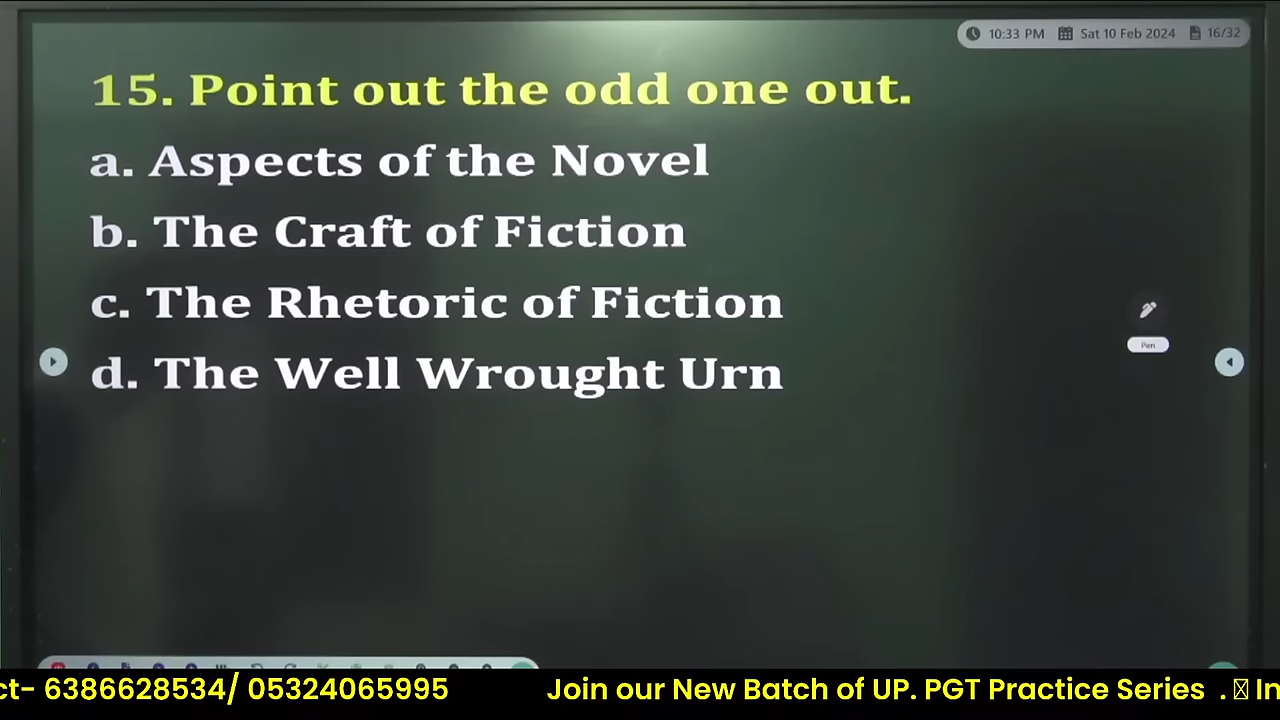 10:33 PM Sat 10 Feb 2024 16/32
15. Point out the odd one out.
a. Aspects of the Novel
b. The Craft of Fiction
c. The Rhetoric of Fiction
d. The Well Wrought Urn
Pen
ct- 6386628534/ 05324065995 Join our New Batch of UP. PGT Practice Series . In